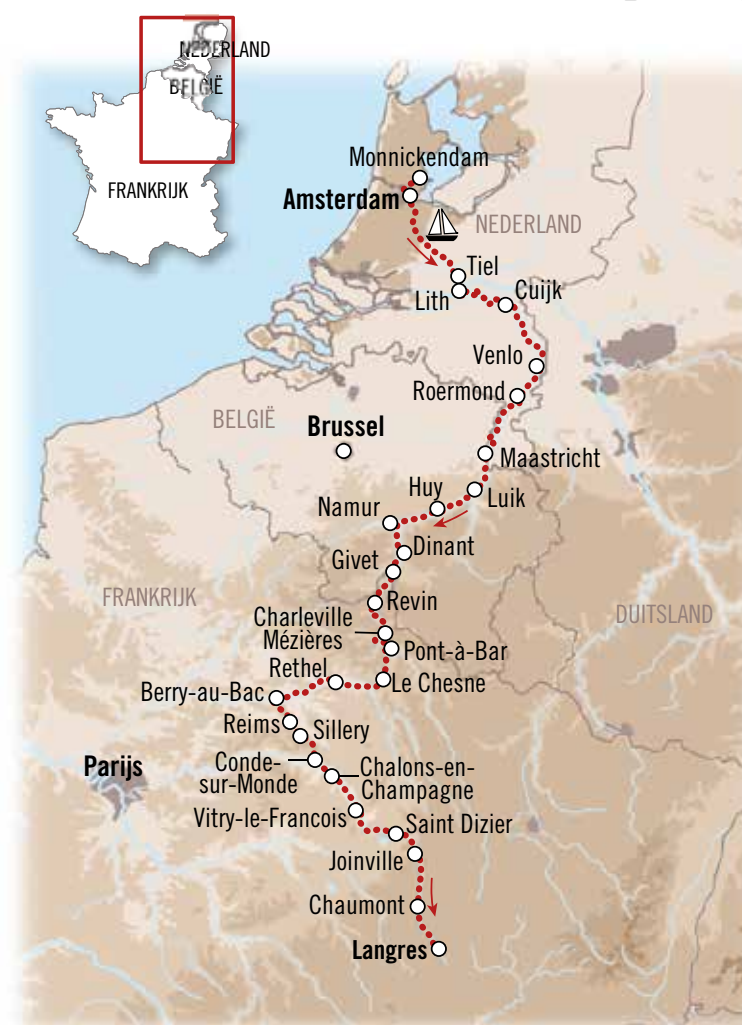 NEDERLAND
BELGIË
FRANKRIJK
Monnickendam
Amsterdam
NEDERLAND
Tiel
Lith
Cuijk
Venlo
Roermond
BELGIË
Brussel
Maastricht
Huy
Luik
Namur
Dinant
Givet
FRANKRIJK
Revin
DUITSLAND
Charleville
Mézières
Pont-à-Bar
Rethel
Le Chesne
Berry-au-Bac
Reims
Sillery
Parijs
Conde-
sur-Monde
Chalons-en-
Champagne
Vitry-le-Francois
Saint Dizier
Joinville
Chaumont
Langres